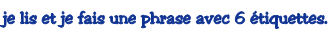 je lis et je fais une phrase avec 6 étiquettes.